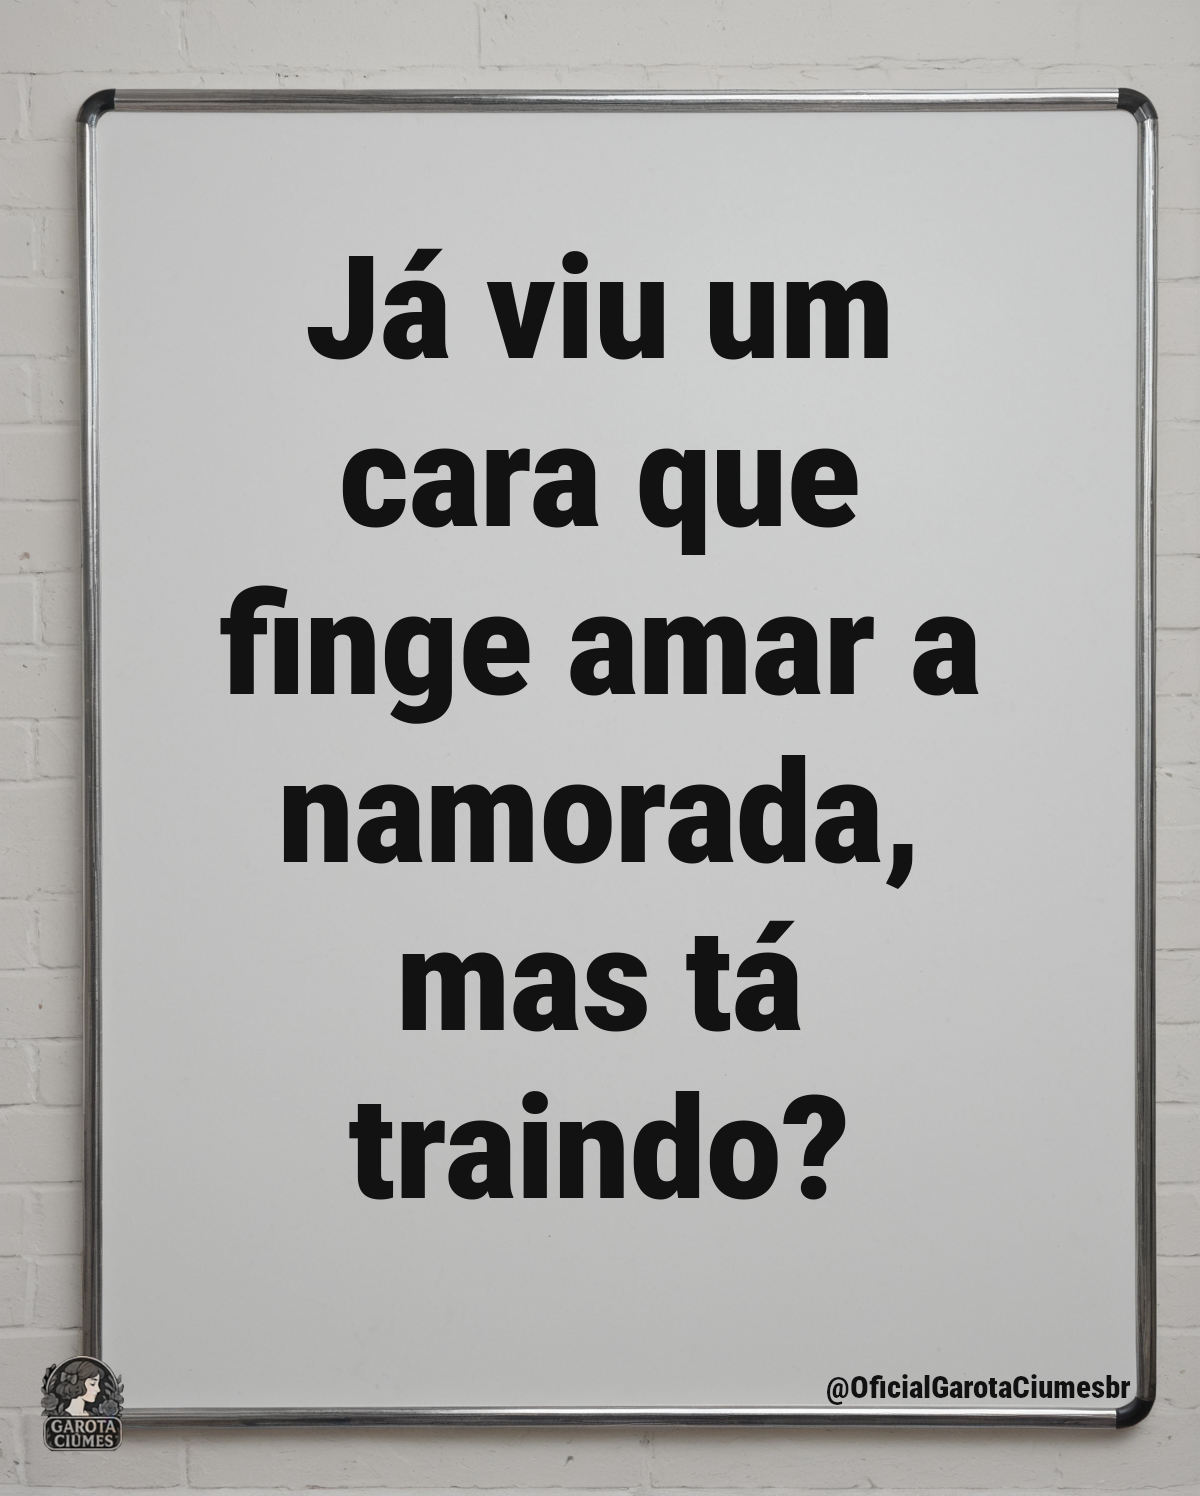 Já viu um
cara que
finge amar a
namorada,
mas tá
traindo?
@OficialGarotaCiumesbr
GAROTA
CIÚMES